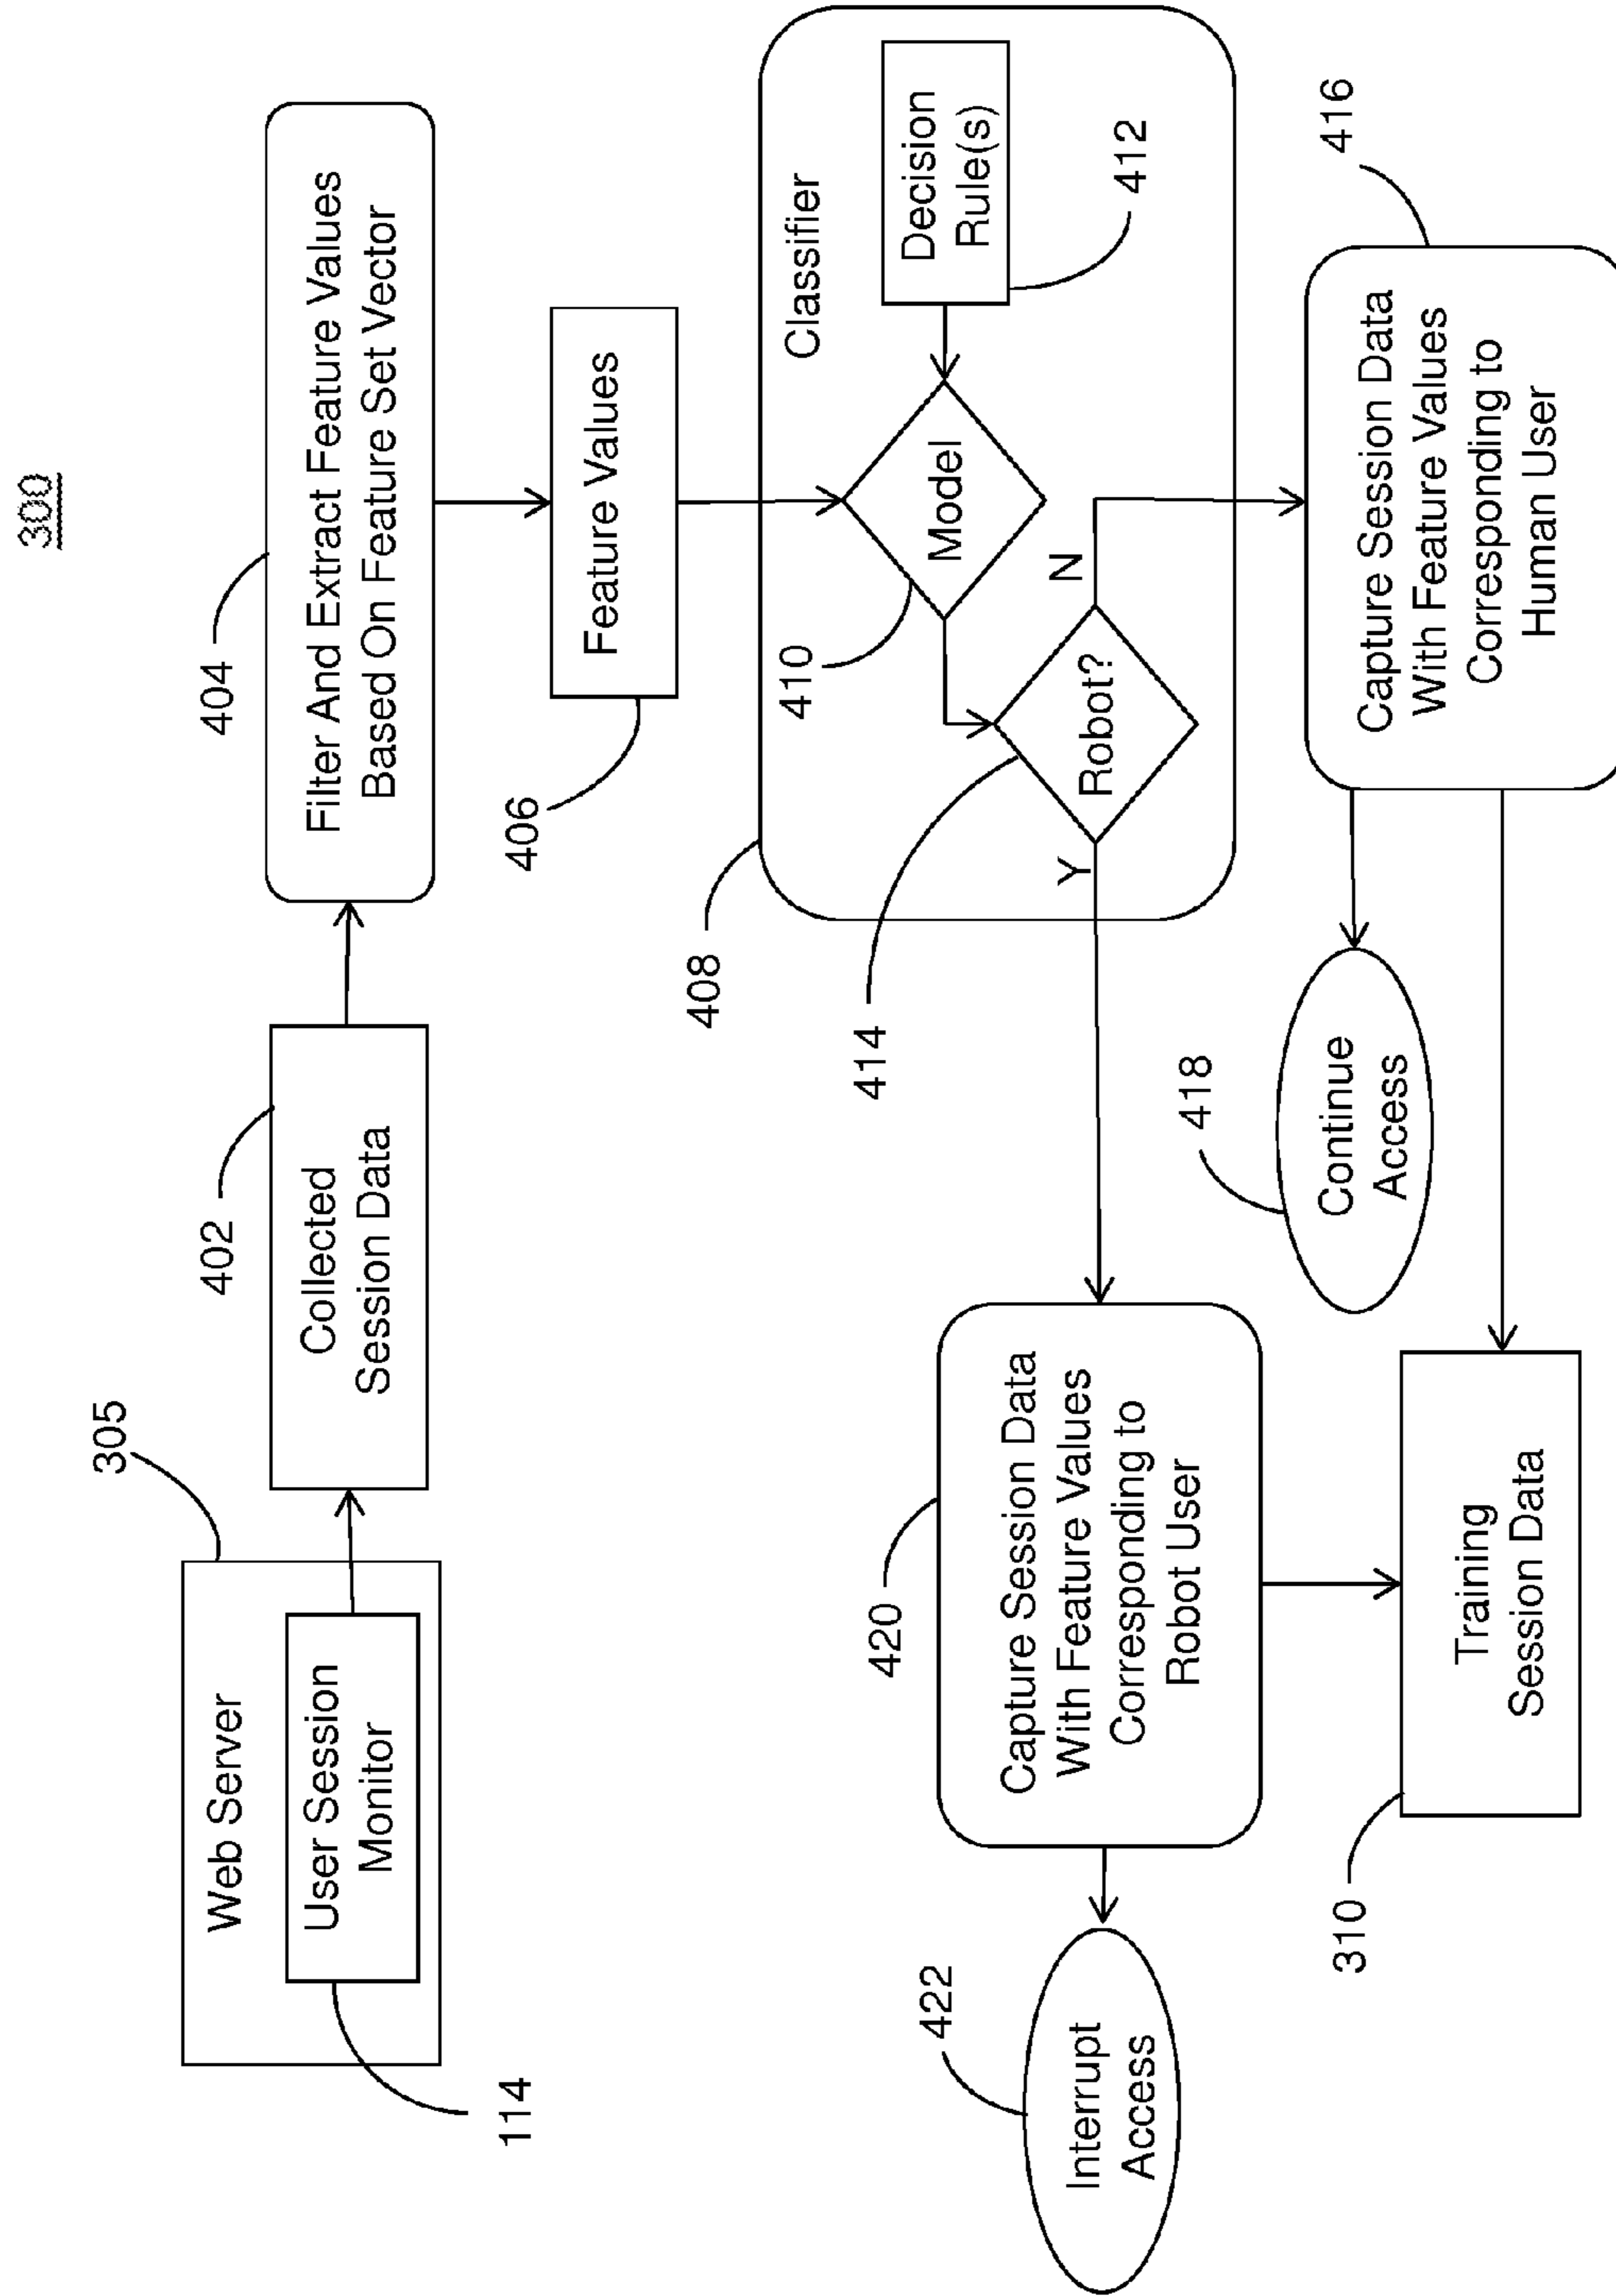 300
305
Web Server
User Session
Monitor
114
402
Collected
Session Data
404
Filter And Extract Feature Values
Based On Feature Set Vector
406
Feature Values
408
Classifier
410
Model
Decision
Rule(s)
412
414
Robot?
Y
N
416
Capture Session Data
With Feature Values
Corresponding to
Human User
418
Continue
Access
420
Capture Session Data
With Feature Values
Corresponding to
Robot User
422
Interrupt
Access
310
Training
Session Data